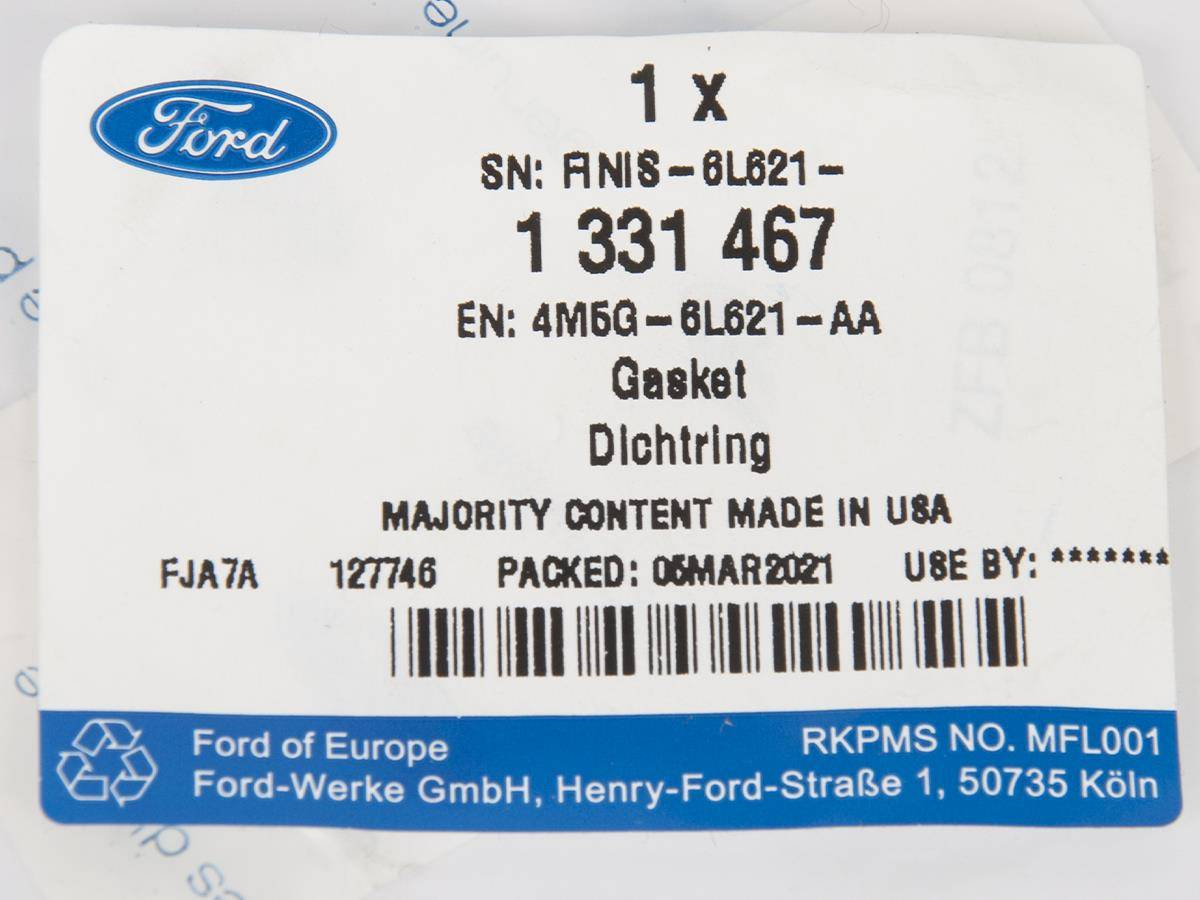 Ford
1 x
SN: FINIS-6L621-
1 331 467
EN: 4M5G-6L621-AA
Gasket
Dichtring
MAJORITY CONTENT MADE IN USA
FJA7A 127746 PACKED: 05MAR2021 USE BY: *******
Ford of Europe RKPMS NO. MFL001
Ford-Werke GmbH, Henry-Ford-Straße 1, 50735 Köln